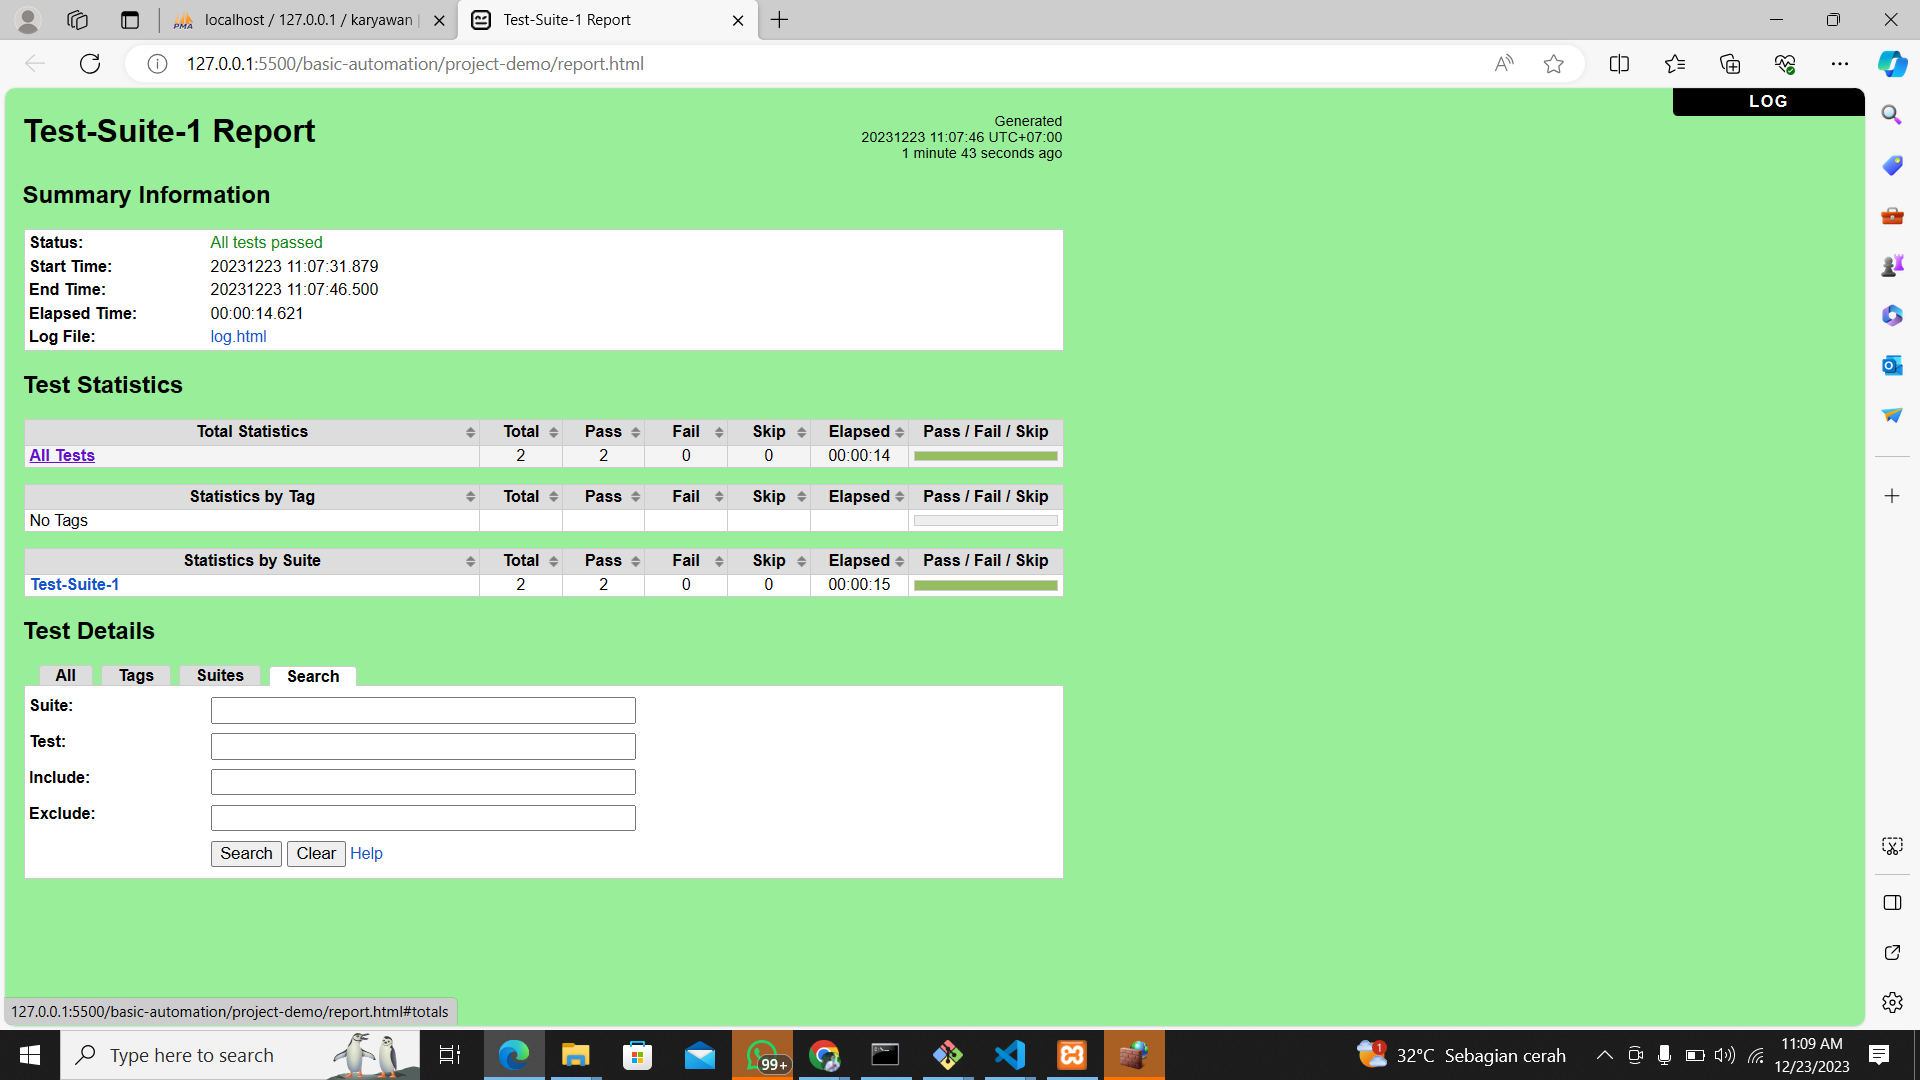 localhost / 127.0.0.1 / karyawan |
Test-Suite-1 Report
127.0.0.1:5500/basic-automation/project-demo/report.html
LOG
Test-Suite-1 Report
Generated
20231223 11:07:46 UTC+07:00
1 minute 43 seconds ago
Summary Information
Status: All tests passed
Start Time: 20231223 11:07:31.879
End Time: 20231223 11:07:46.500
Elapsed Time: 00:00:14.621
Log File: log.html
Test Statistics
Total Statistics Total Pass Fail Skip Elapsed Pass / Fail / Skip
All Tests 2 2 0 0 00:00:14
Statistics by Tag Total Pass Fail Skip Elapsed Pass / Fail / Skip
No Tags
Statistics by Suite Total Pass Fail Skip Elapsed Pass / Fail / Skip
Test-Suite-1 2 2 0 0 00:00:15
Test Details
All Tags Suites Search
Suite:
Test:
Include:
Exclude:
Search Clear Help
127.0.0.1:5500/basic-automation/project-demo/report.html#totals
Type here to search
99+
1
32°C Sebagian cerah
11:09 AM
12/23/2023